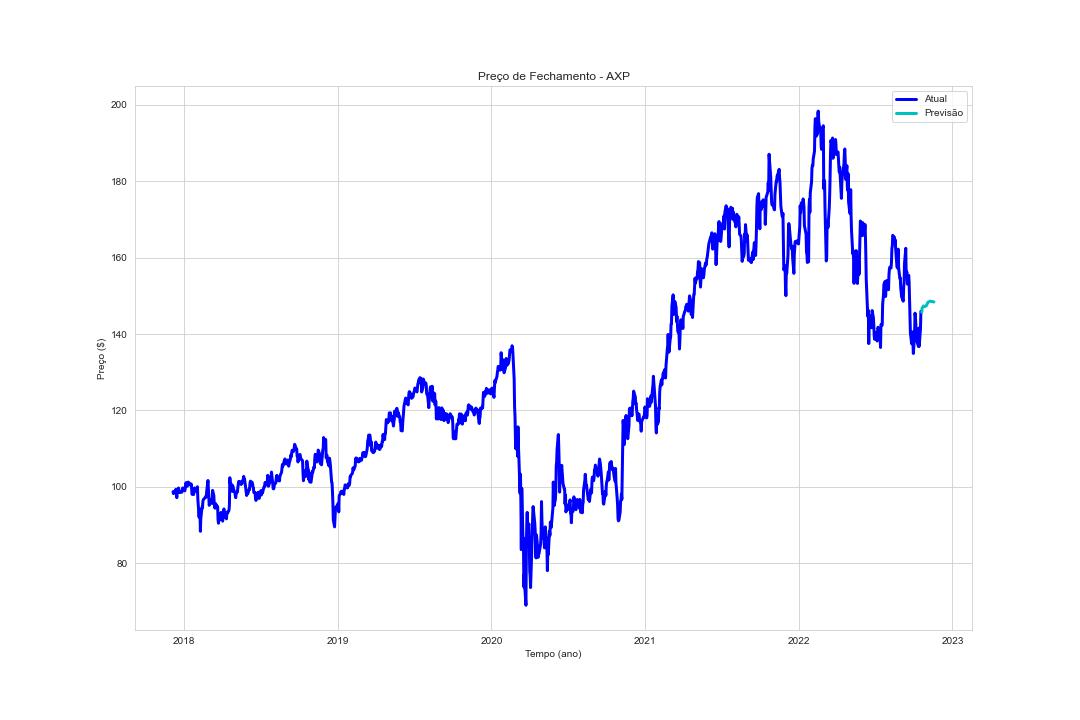 Preço de Fechamento - AXP
Atual
Previsão
200
180
160
140
120
100
80
Preço ($)
2018
2019
2020
2021
2022
2023
Tempo (ano)